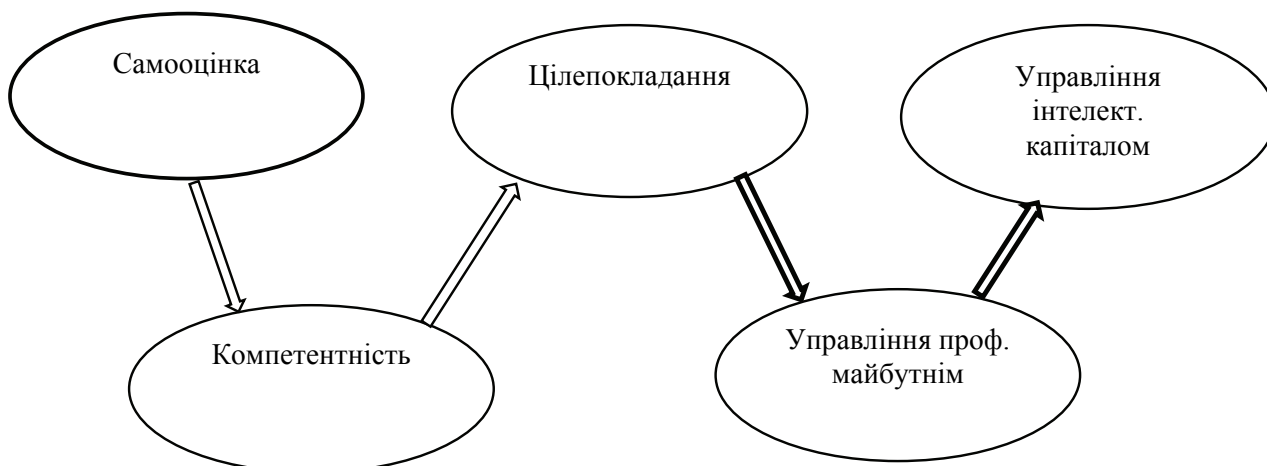 Самооцінка
Компетентність
Цілепокладання
Управління проф.
майбутнім
Управління
інтелект.
капіталом